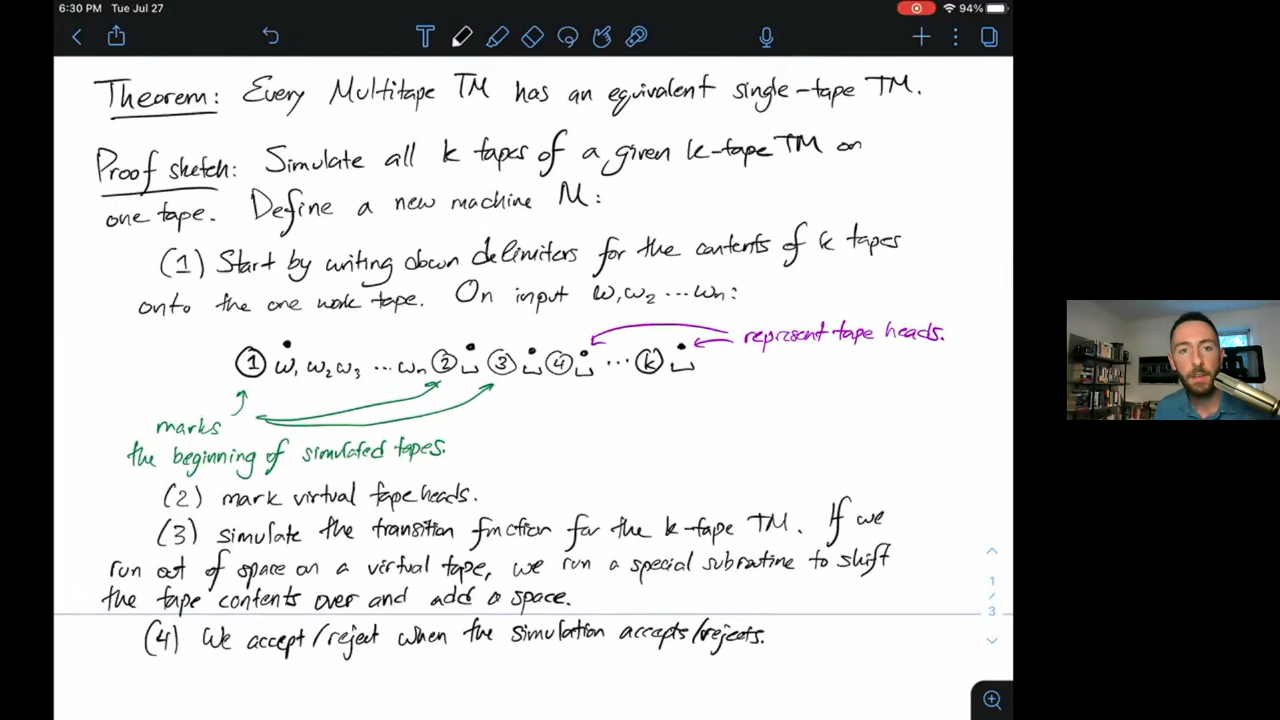 6:30 PM Tue Jul 27 94%
Theorem: Every Multitape TM has an equivalent single-tape TM.
Proof sketch: Simulate all k tapes of a given k-tape TM on
one tape. Define a new machine M:
(1) Start by writing down delimiters for the contents of k tapes
onto the one work tape. On input w₁w₂ ... wₙ:
represent tape heads.
① ẇ₁ w₂ w₃ ... wₙ ② ⊔̇ ③ ⊔̇ ④ ⊔̇ ... ⓚ ⊔̇
marks
the beginning of simulated tapes.
(2) mark virtual tape heads.
(3) simulate the transition function for the k-tape TM. If we
run out of space on a virtual tape, we run a special subroutine to shift
the tape contents over and add a space.
(4) We accept/reject when the simulation accepts/rejects.
1
/
3